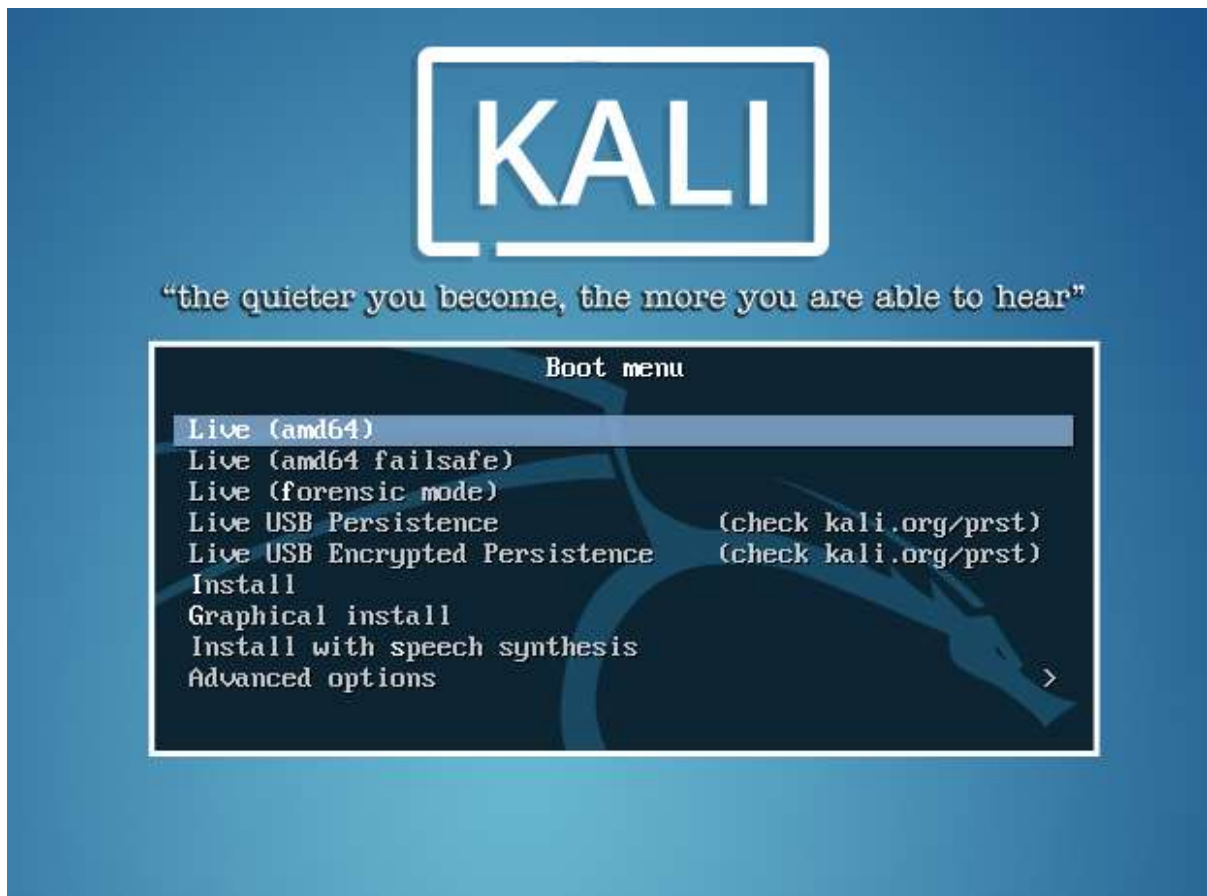 KALI
“the quieter you become, the more you are able to hear”
Boot menu
Live (amd64)
Live (amd64 failsafe)
Live (forensic mode)
Live USB Persistence (check kali.org/prst)
Live USB Encrypted Persistence (check kali.org/prst)
Install
Graphical install
Install with speech synthesis
Advanced options >